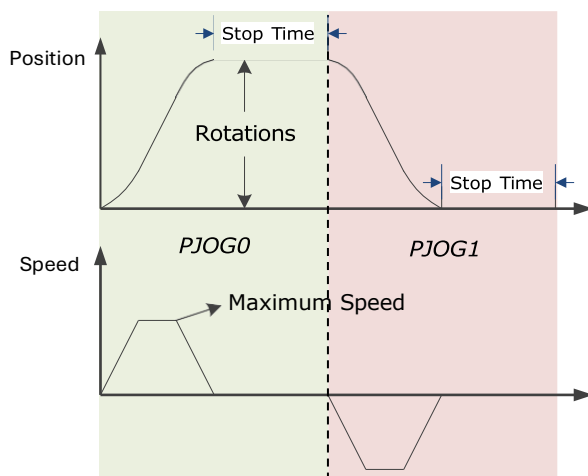 Stop Time
Position
Rotations
Stop Time
PJOG0
PJOG1
Speed
Maximum Speed